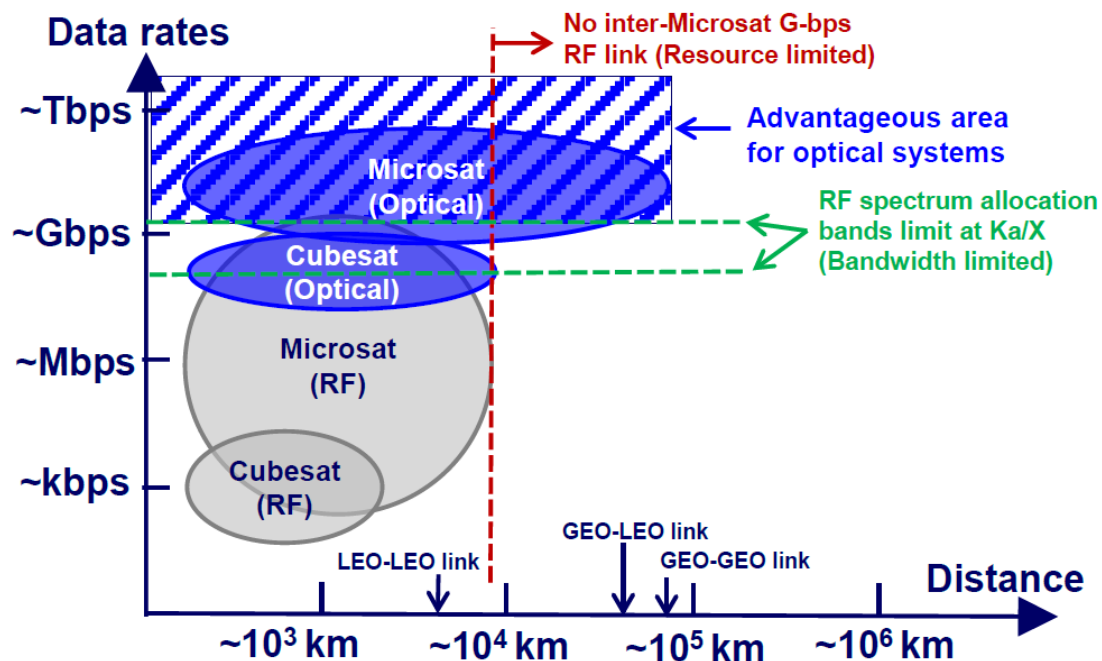 Data rates
No inter-Microsat G-bps
RF link (Resource limited)
~Tbps
Advantageous area
for optical systems
Microsat
(Optical)
RF spectrum allocation
bands limit at Ka/X
(Bandwidth limited)
~Gbps
Cubesat
(Optical)
Microsat
(RF)
~Mbps
Cubesat
(RF)
~kbps
GEO-LEO link
LEO-LEO link
GEO-GEO link
Distance
~10³ km
~10⁴ km
~10⁵ km
~10⁶ km